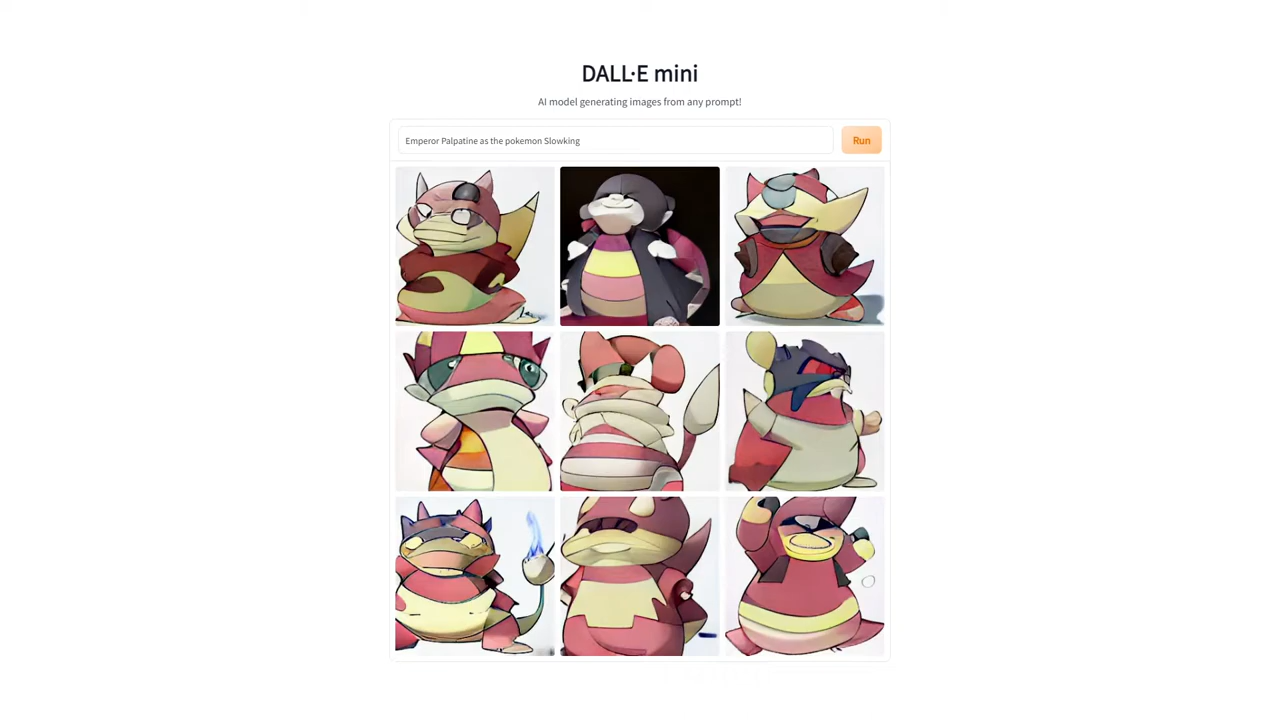 DALL·E mini
AI model generating images from any prompt!
Emperor Palpatine as the pokemon Slowking
Run